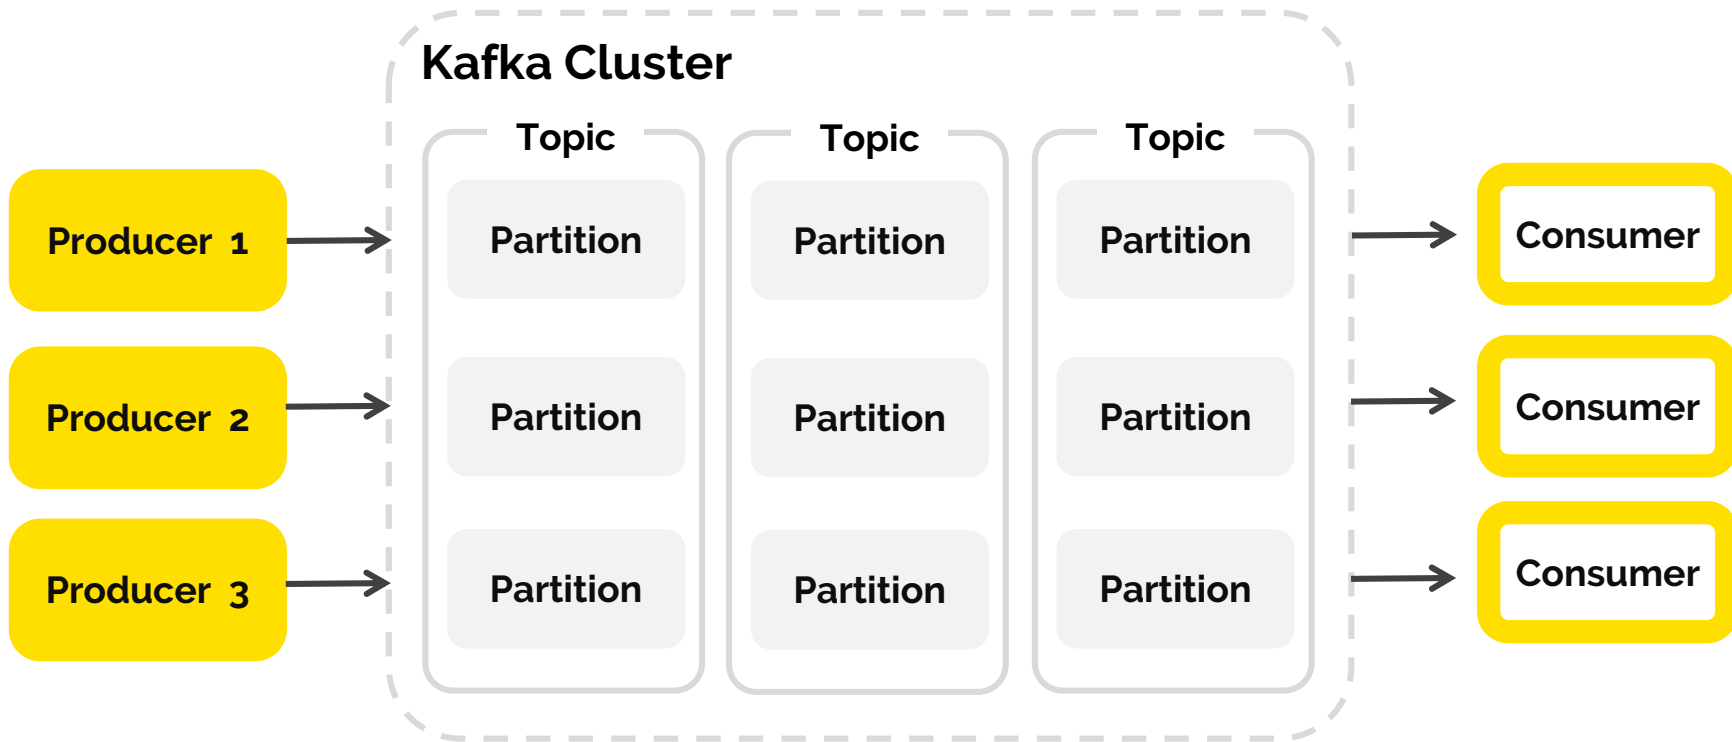 Kafka Cluster
Topic
Topic
Topic
Producer 1
Partition
Partition
Partition
Consumer
Producer 2
Partition
Partition
Partition
Consumer
Producer 3
Partition
Partition
Partition
Consumer